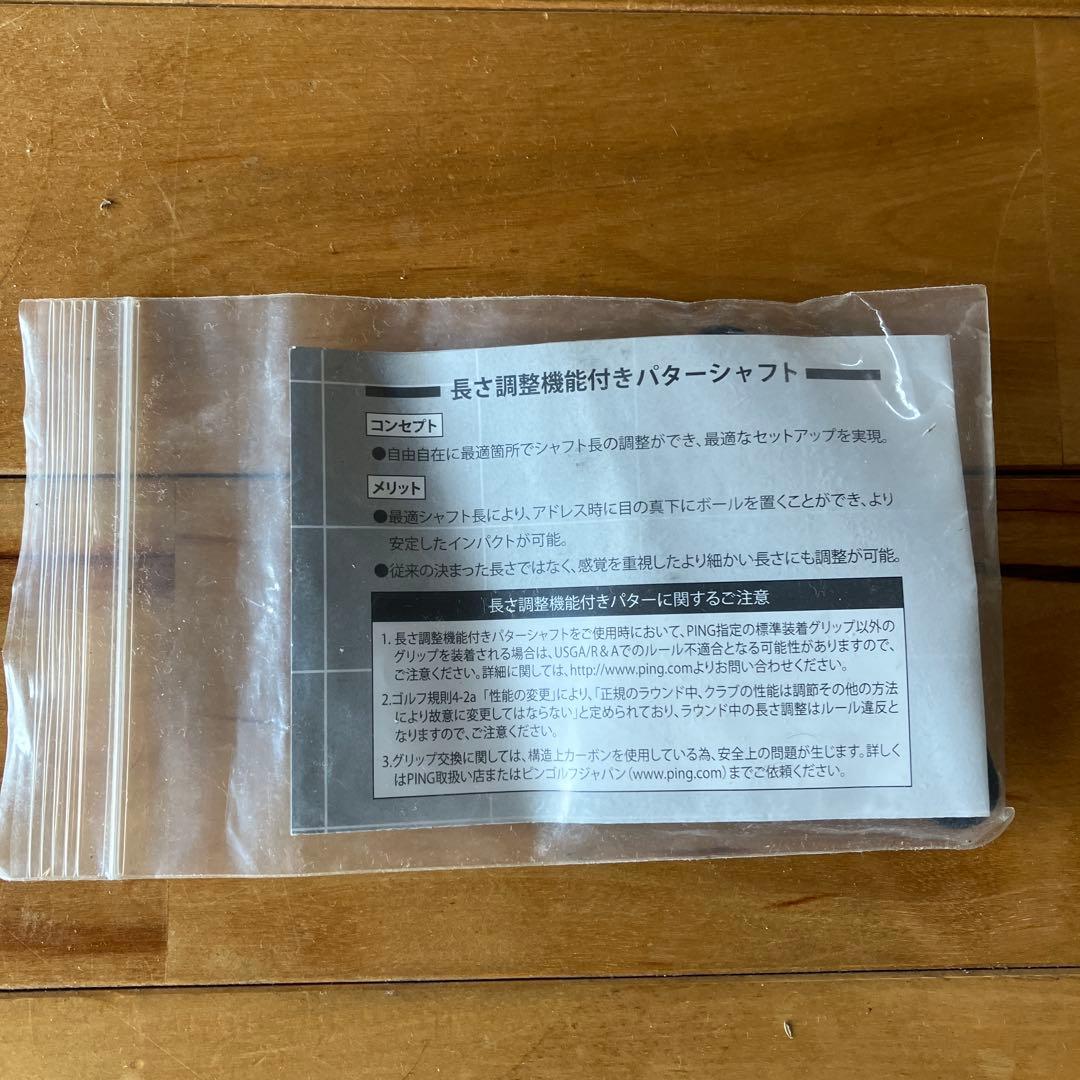 長さ調整機能付きパターシャフト
コンセプト
●自由自在に最適箇所でシャフト長の調整ができ、最適なセットアップを実現。
メリット
●最適シャフト長により、アドレス時に目の真下にボールを置くことができ、より
安定したインパクトが可能。
●従来の決まった長さではなく、感覚を重視したより細かい長さにも調整が可能。
長さ調整機能付きパターに関するご注意
1. 長さ調整機能付きパターシャフトをご使用時において、PING指定の標準装着グリップ以外の
グリップを装着される場合は、USGA/R＆Aでのルール不適合となる可能性がありますので、
ご注意ください。詳細に関しては、http://www.ping.comよりお問い合わせください。
2.ゴルフ規則4-2a「性能の変更」により、「正規のラウンド中、クラブの性能は調節その他の方法
により故意に変更してはならない」と定められており、ラウンド中の長さ調整はルール違反と
なりますので、ご注意ください。
3.グリップ交換に関しては、構造上カーボンを使用している為、安全上の問題が生じます。詳しく
はPING取扱い店またはピンゴルフジャパン（www.ping.com）までご依頼ください。